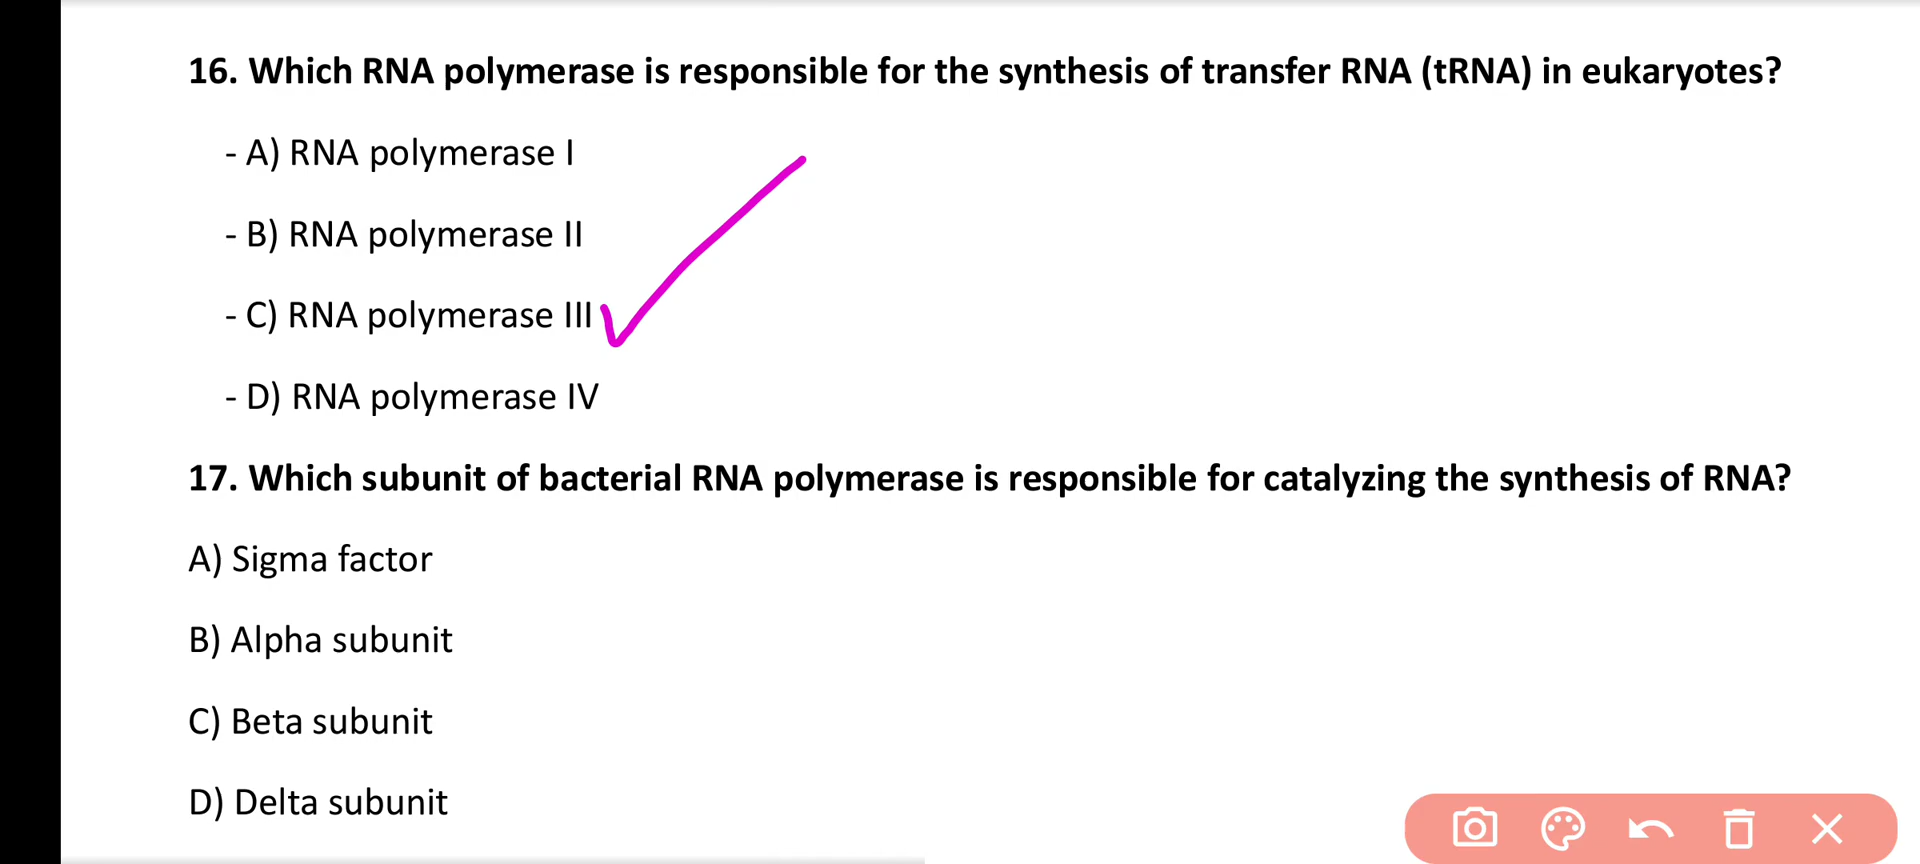 16. Which RNA polymerase is responsible for the synthesis of transfer RNA (tRNA) in eukaryotes?
- A) RNA polymerase I
- B) RNA polymerase II
- C) RNA polymerase III
- D) RNA polymerase IV
17. Which subunit of bacterial RNA polymerase is responsible for catalyzing the synthesis of RNA?
A) Sigma factor
B) Alpha subunit
C) Beta subunit
D) Delta subunit